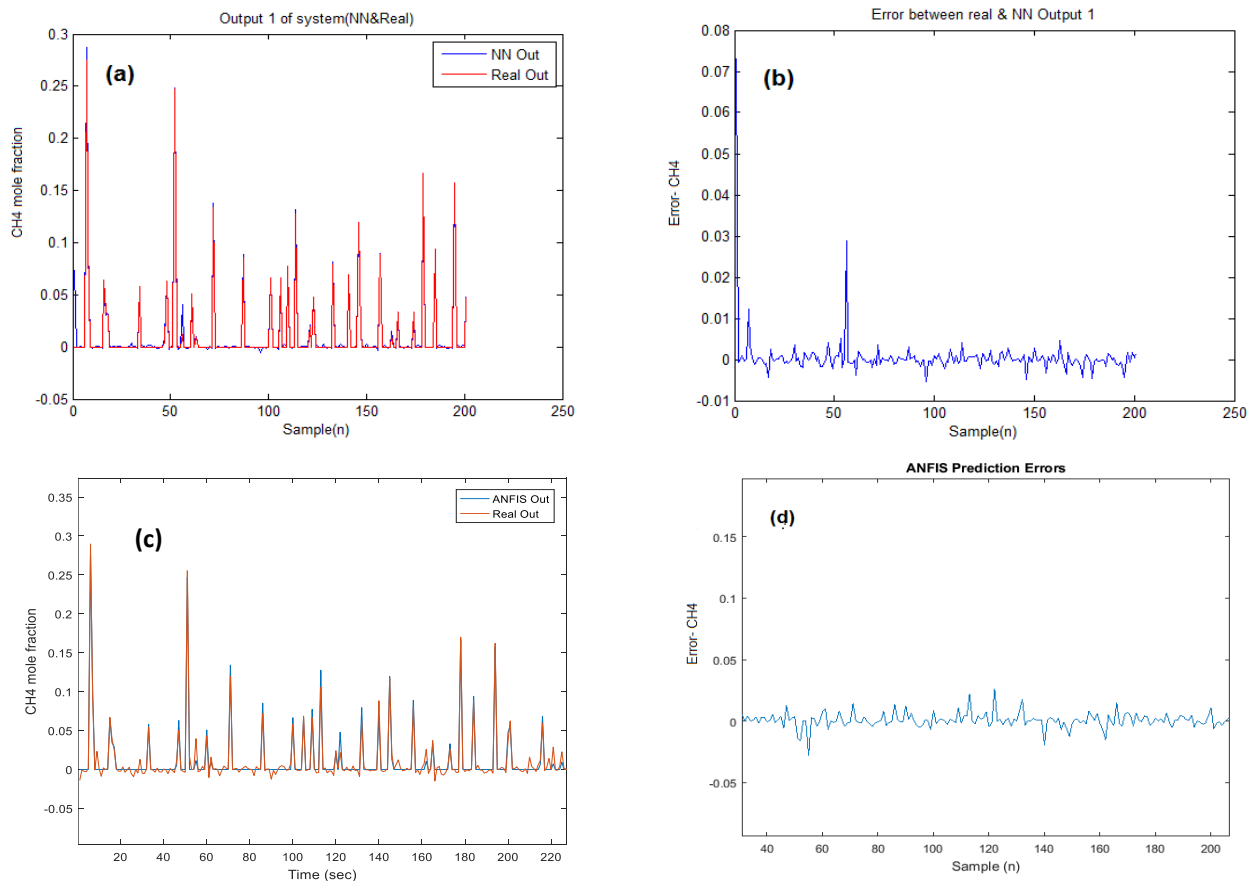 Output 1 of system(NN&Real)
(a)
NN Out
Real Out
CH4 mole fraction
0.3
0.25
0.2
0.15
0.1
0.05
0
-0.05
0 50 100 150 200 250
Sample(n)
Error between real & NN Output 1
(b)
Error- CH4
0.08
0.07
0.06
0.05
0.04
0.03
0.02
0.01
0
-0.01
0 50 100 150 200 250
Sample(n)
(c)
ANFIS Out
Real Out
CH4 mole fraction
0.35
0.3
0.25
0.2
0.15
0.1
0.05
0
-0.05
20 40 60 80 100 120 140 160 180 200 220
Time (sec)
ANFIS Prediction Errors
(d)
Error- CH4
0.15
0.1
0.05
0
-0.05
40 60 80 100 120 140 160 180 200
Sample (n)